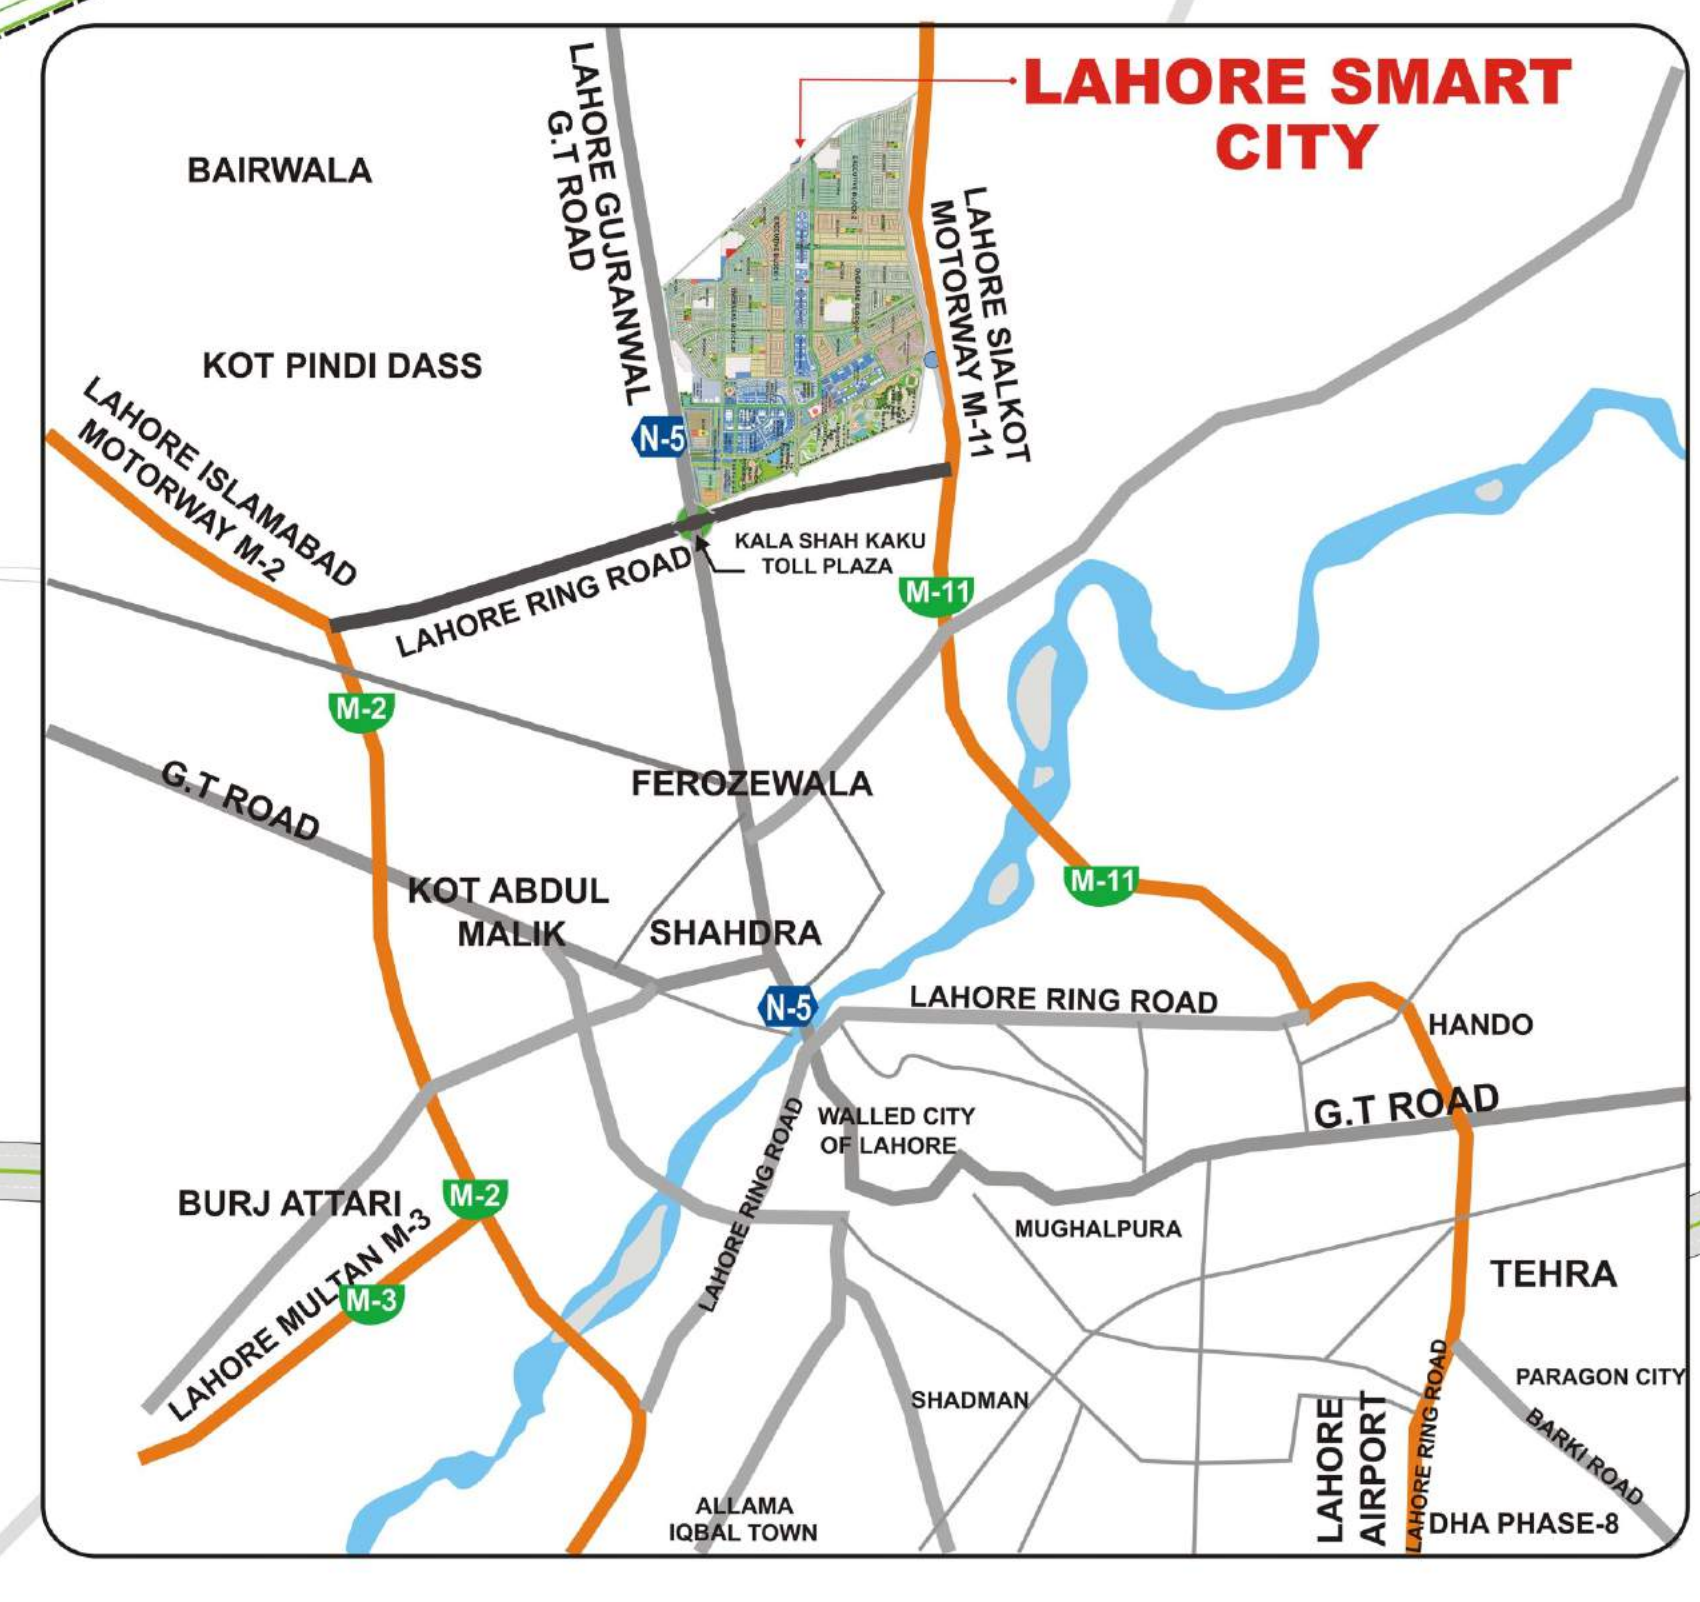 LAHORE SMART
CITY
BAIRWALA
LAHORE GUJRANWAL
G.T ROAD
LAHORE SIALKOT
MOTORWAY M-11
KOT PINDI DASS
N-5
LAHORE ISLAMABAD
MOTORWAY M-2
KALA SHAH KAKU
TOLL PLAZA
LAHORE RING ROAD
M-11
M-2
G.T ROAD
FEROZEWALA
M-11
KOT ABDUL
MALIK
SHAHDRA
N-5
LAHORE RING ROAD
HANDO
G.T ROAD
WALLED CITY
OF LAHORE
LAHORE RING ROAD
BURJ ATTARI
M-2
LAHORE MULTAN M-3
M-3
MUGHALPURA
TEHRA
PARAGON CITY
SHADMAN
LAHORE
AIRPORT
LAHORE RING ROAD
BARKI ROAD
ALLAMA
IQBAL TOWN
DHA PHASE-8